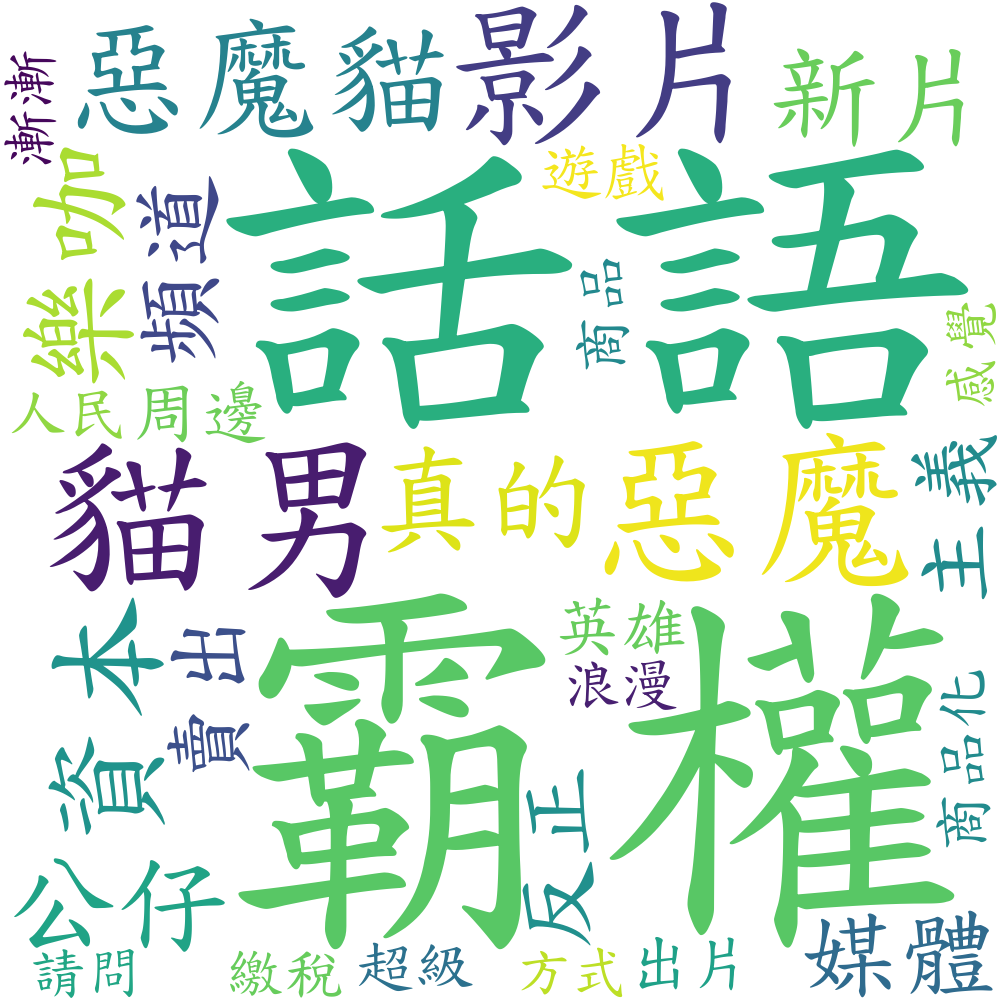 惡魔貓
影片
新片
漸漸
樂咖
頻道
遊戲
話語
商品
感覺
人民
周邊
貓男
真的
惡魔
主義
資本
賣出
霸權
英雄
浪漫
商品化
反正
公仔
媒體
請問
繳稅
超級
方式
出片